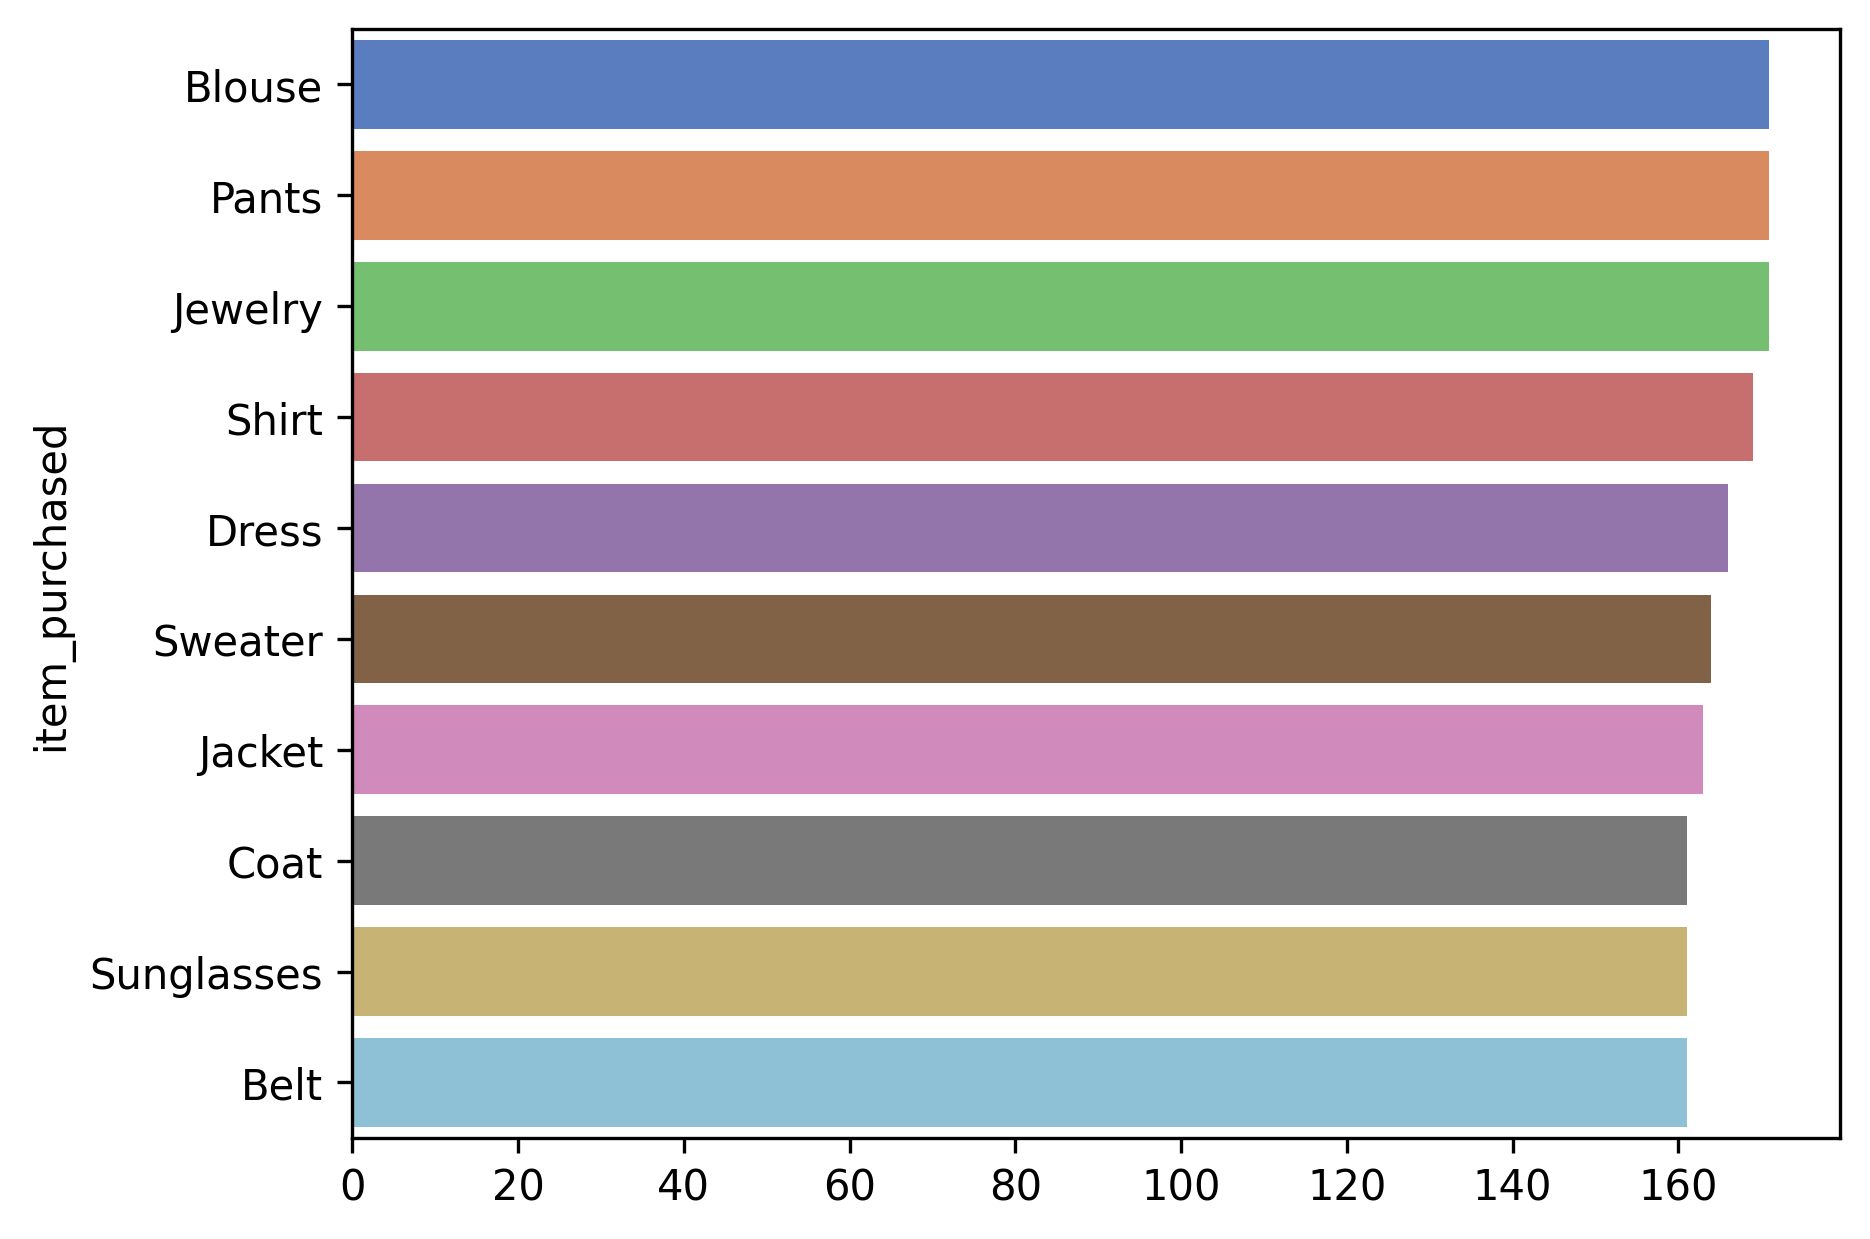 item_purchased
Blouse
Pants
Jewelry
Shirt
Dress
Sweater
Jacket
Coat
Sunglasses
Belt
0 20 40 60 80 100 120 140 160